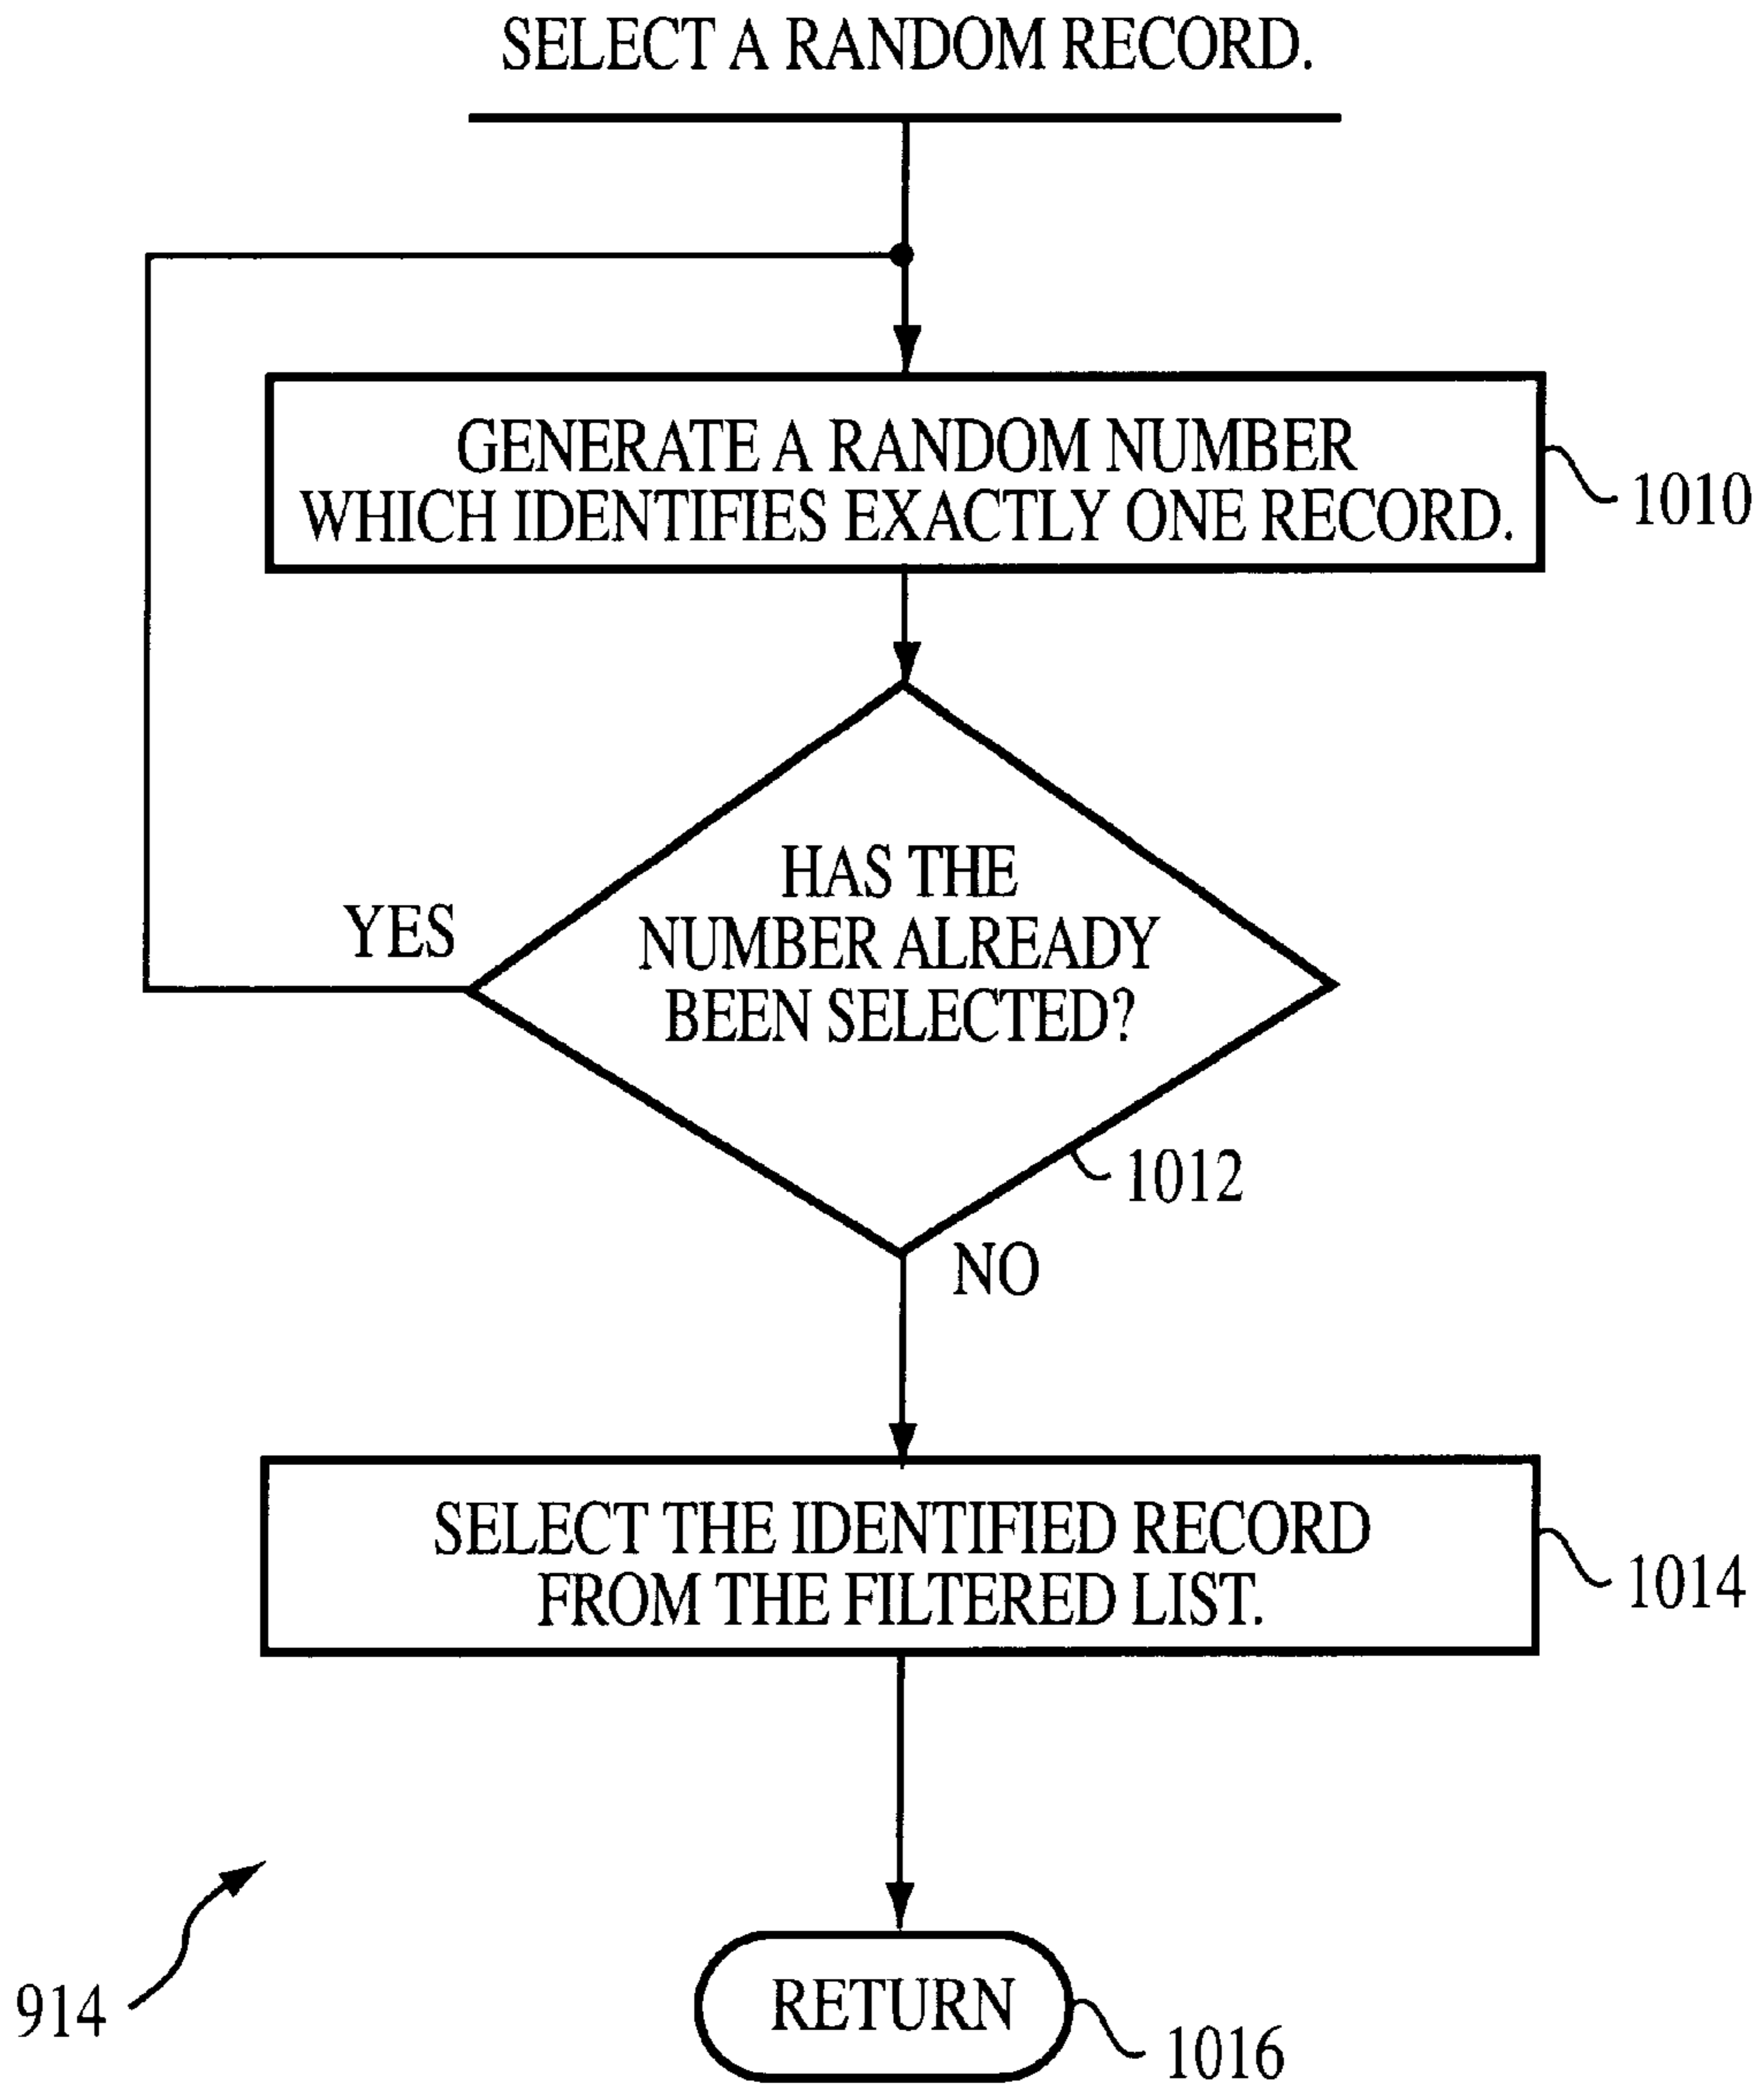 SELECT A RANDOM RECORD.
GENERATE A RANDOM NUMBER
WHICH IDENTIFIES EXACTLY ONE RECORD.
1010
HAS THE
NUMBER ALREADY
BEEN SELECTED?
YES
1012
NO
SELECT THE IDENTIFIED RECORD
FROM THE FILTERED LIST.
1014
RETURN
914
1016